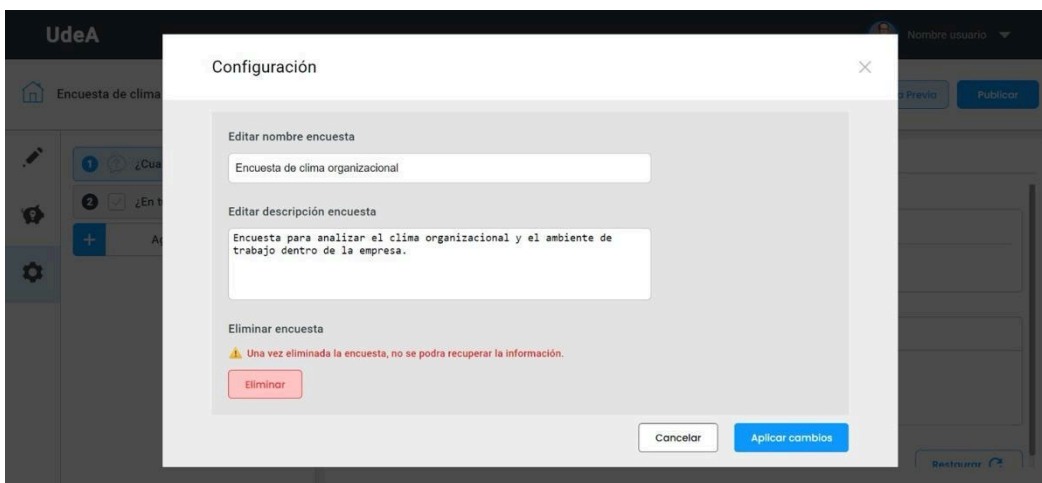 UdeA
Nombre usuario
Configuración
Encuesta de clima
Previa
Publicar
Editar nombre encuesta
Encuesta de clima organizacional
1 ¿Cua
2 ¿En t
+ Ag
Editar descripción encuesta
Encuesta para analizar el clima organizacional y el ambiente de
trabajo dentro de la empresa.
Eliminar encuesta
Una vez eliminada la encuesta, no se podra recuperar la información.
Eliminar
Cancelar
Aplicar cambios
Restaurar